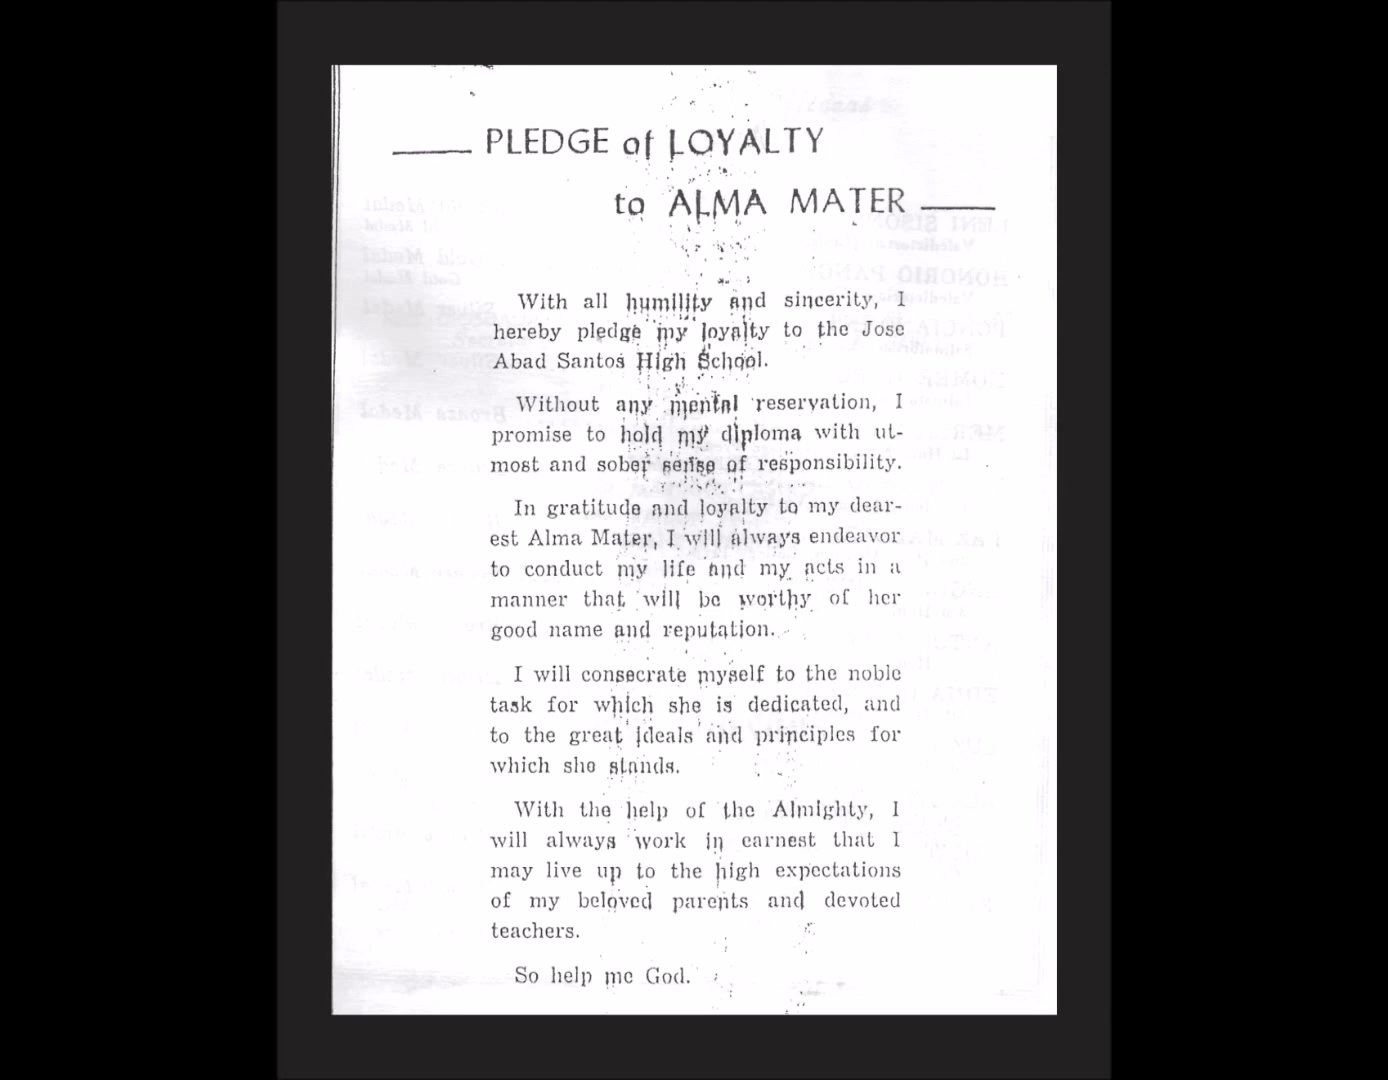 PLEDGE of LOYALTY
to ALMA MATER
With all humility and sincerity, I
hereby pledge my loyalty to the Jose
Abad Santos High School.
Without any mental reservation, I
promise to hold my diploma with ut-
most and sober sense of responsibility.
In gratitude and loyalty to my dear-
est Alma Mater, I will always endeavor
to conduct my life and my acts in a
manner that will be worthy of her
good name and reputation.
I will consecrate myself to the noble
task for which she is dedicated, and
to the great ideals and principles for
which she stands.
With the help of the Almighty, I
will always work in earnest that I
may live up to the high expectations
of my beloved parents and devoted
teachers.
So help me God.